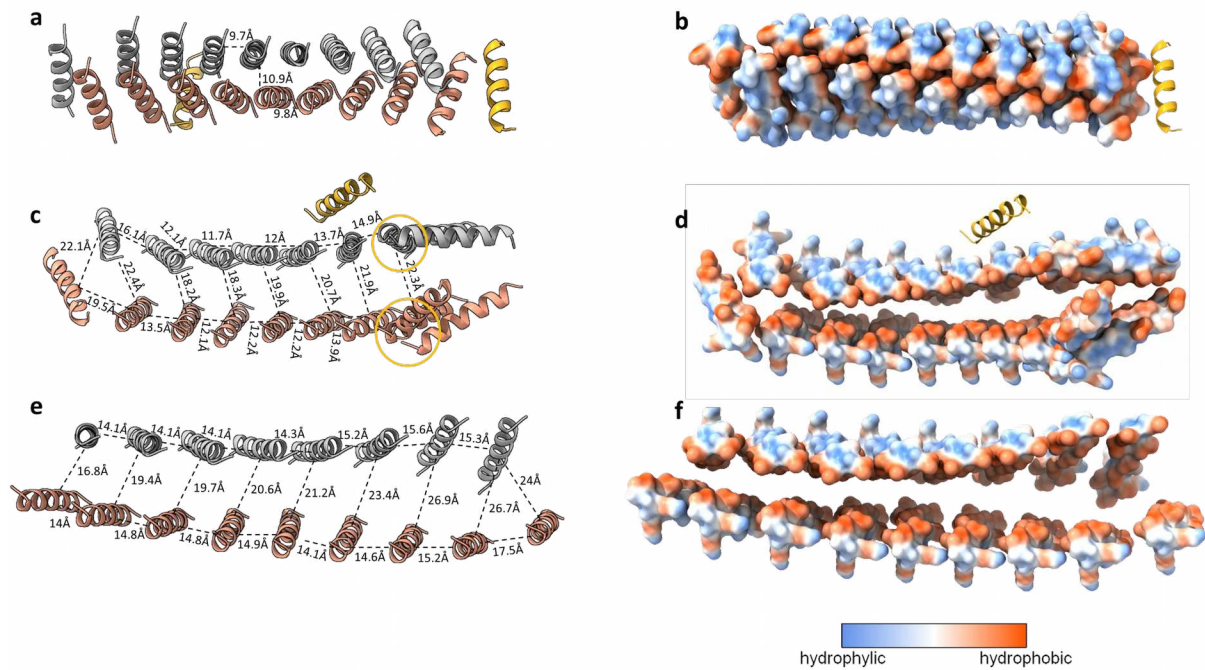 a
9.7Å
10.9Å
9.8Å
b
c
22.1Å
16.1Å
12.1Å
11.7Å
12Å
13.7Å
14.9Å
22.4Å
18.2Å
18.3Å
19.9Å
20.7Å
21.9Å
22.3Å
19.5Å
13.5Å
12.1Å
12.2Å
12.2Å
13.9Å
d
e
14.1Å
14.1Å
14.1Å
14.3Å
15.2Å
15.6Å
15.3Å
16.8Å
19.4Å
19.7Å
20.6Å
21.2Å
23.4Å
26.9Å
26.7Å
24Å
14Å
14.8Å
14.8Å
14.9Å
14.1Å
14.6Å
15.2Å
17.5Å
f
hydrophylic
hydrophobic